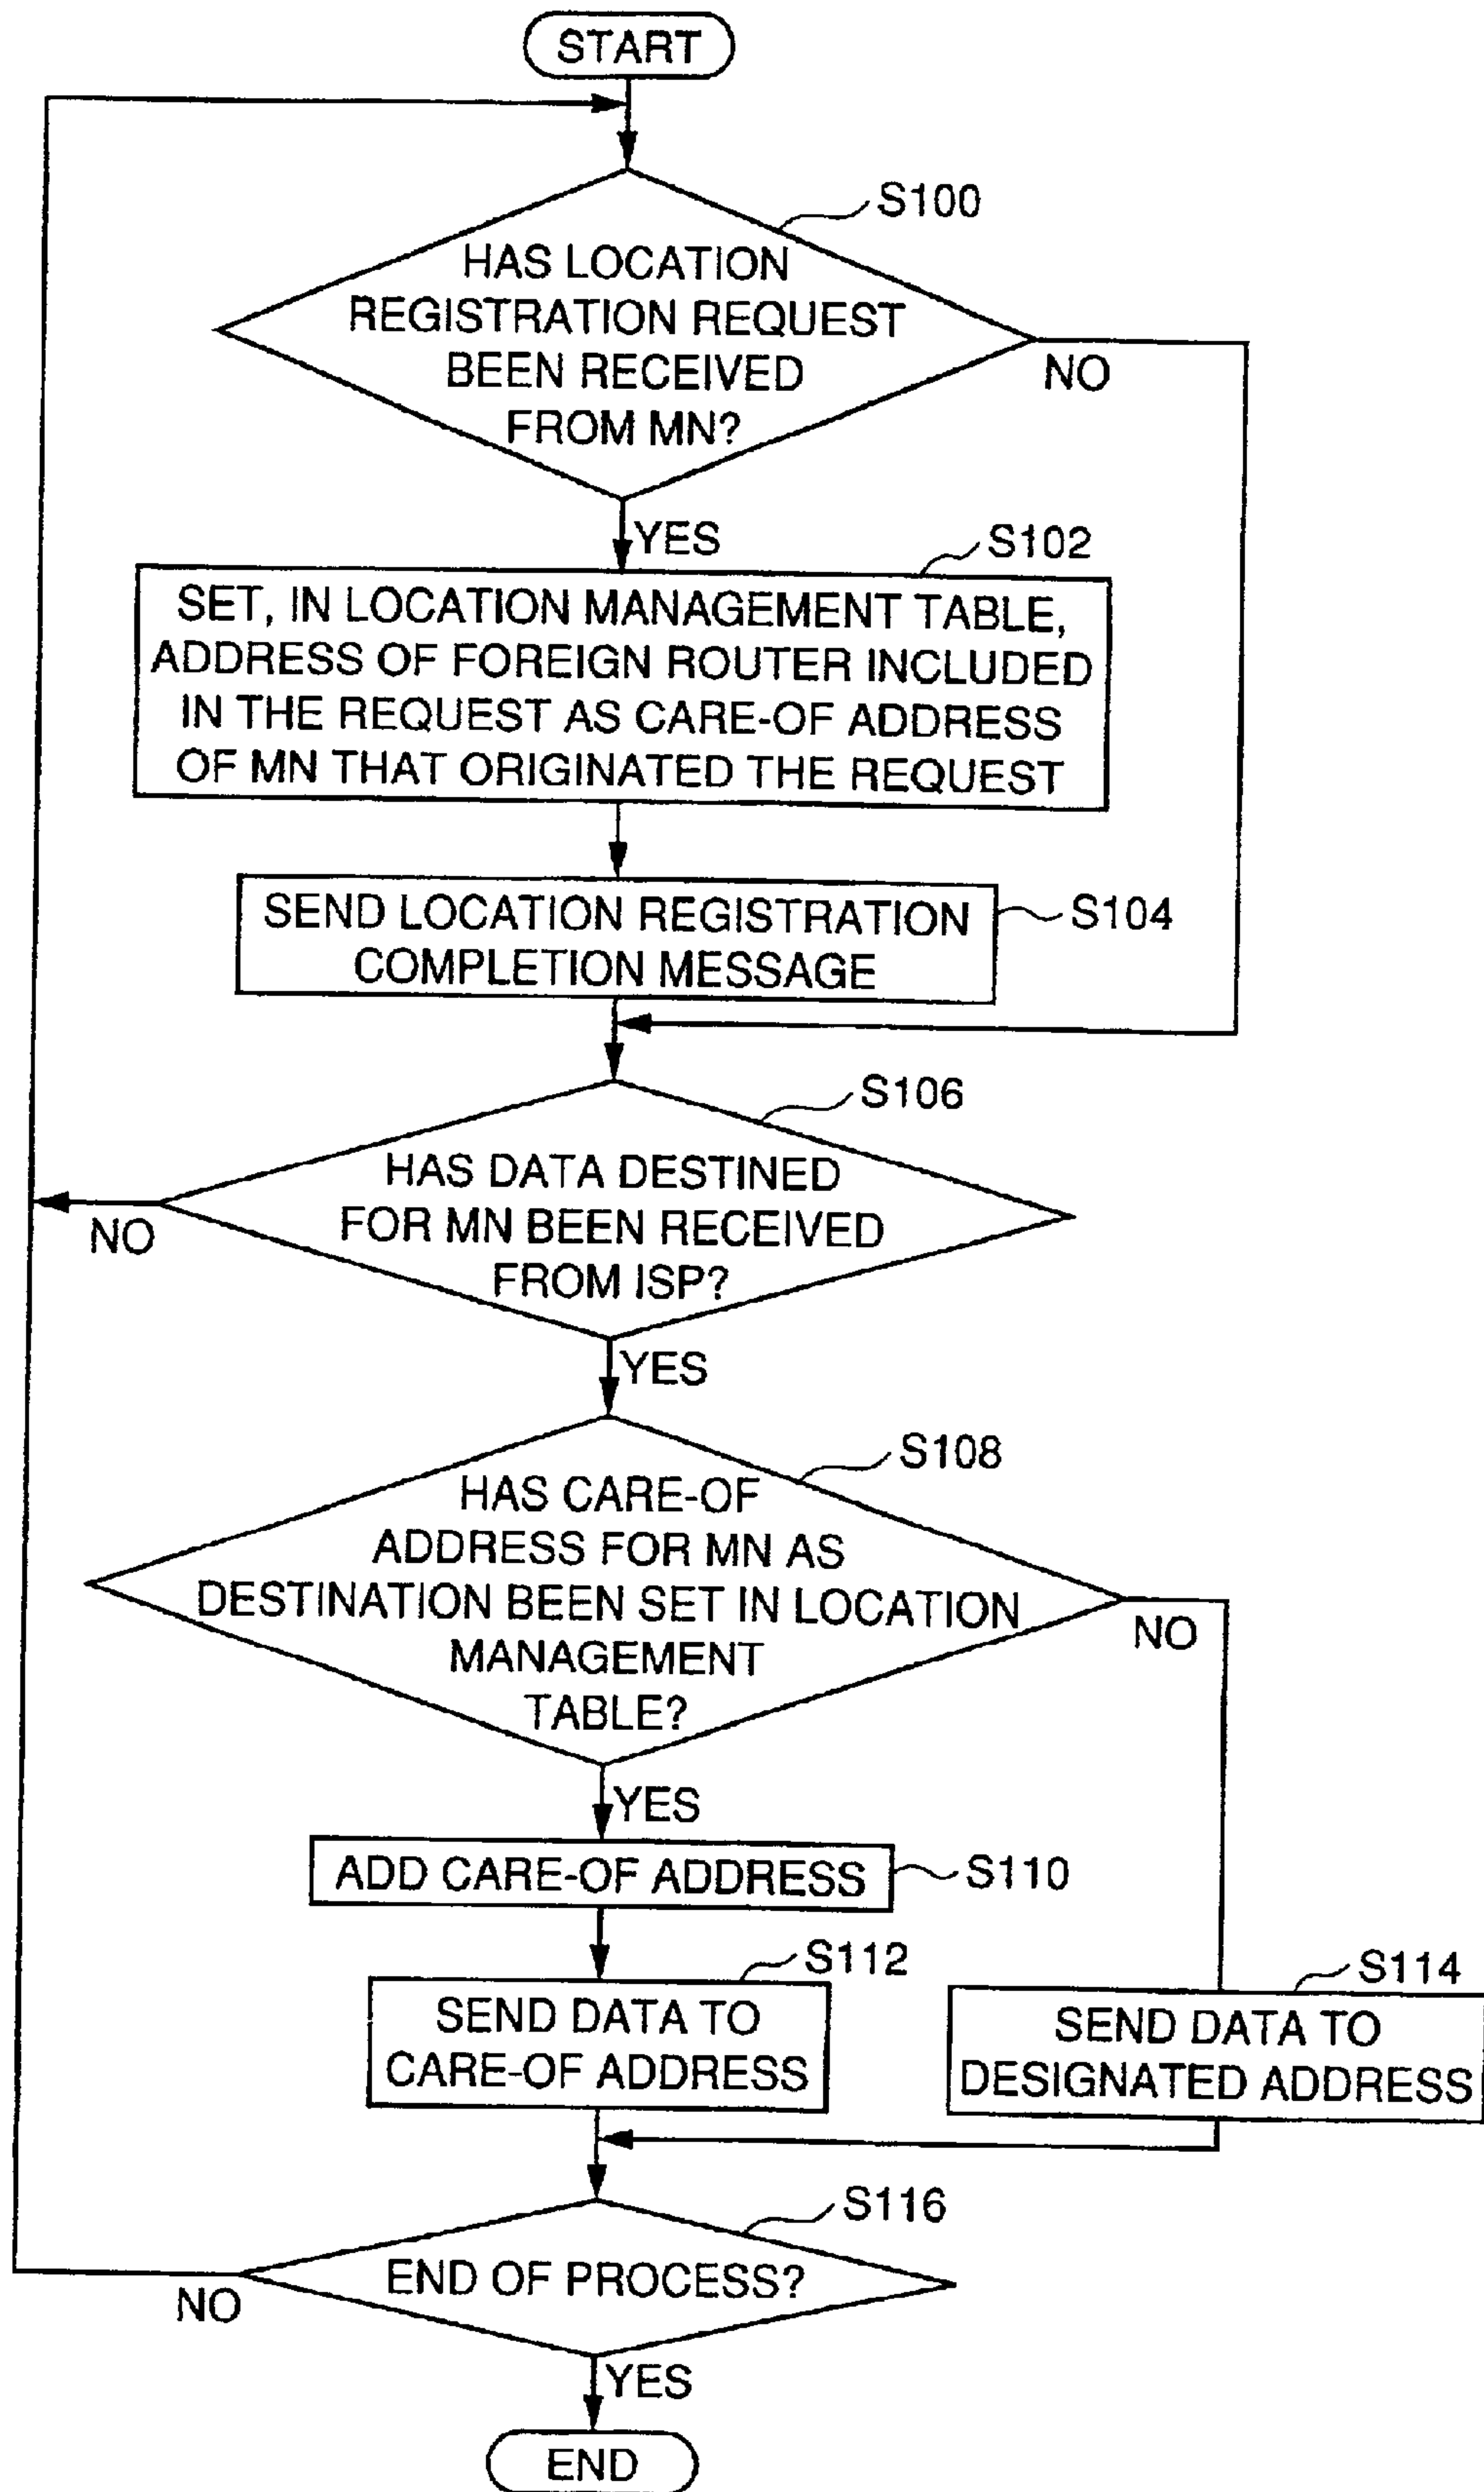 START
S100
HAS LOCATION
REGISTRATION REQUEST
BEEN RECEIVED
FROM MN?
NO
YES
S102
SET, IN LOCATION MANAGEMENT TABLE,
ADDRESS OF FOREIGN ROUTER INCLUDED
IN THE REQUEST AS CARE-OF ADDRESS
OF MN THAT ORIGINATED THE REQUEST
SEND LOCATION REGISTRATION
COMPLETION MESSAGE
S104
S106
HAS DATA DESTINED
FOR MN BEEN RECEIVED
FROM ISP?
NO
YES
S108
HAS CARE-OF
ADDRESS FOR MN AS
DESTINATION BEEN SET IN LOCATION
MANAGEMENT
TABLE?
NO
YES
ADD CARE-OF ADDRESS
S110
S112
SEND DATA TO
CARE-OF ADDRESS
S114
SEND DATA TO
DESIGNATED ADDRESS
S116
END OF PROCESS?
NO
YES
END